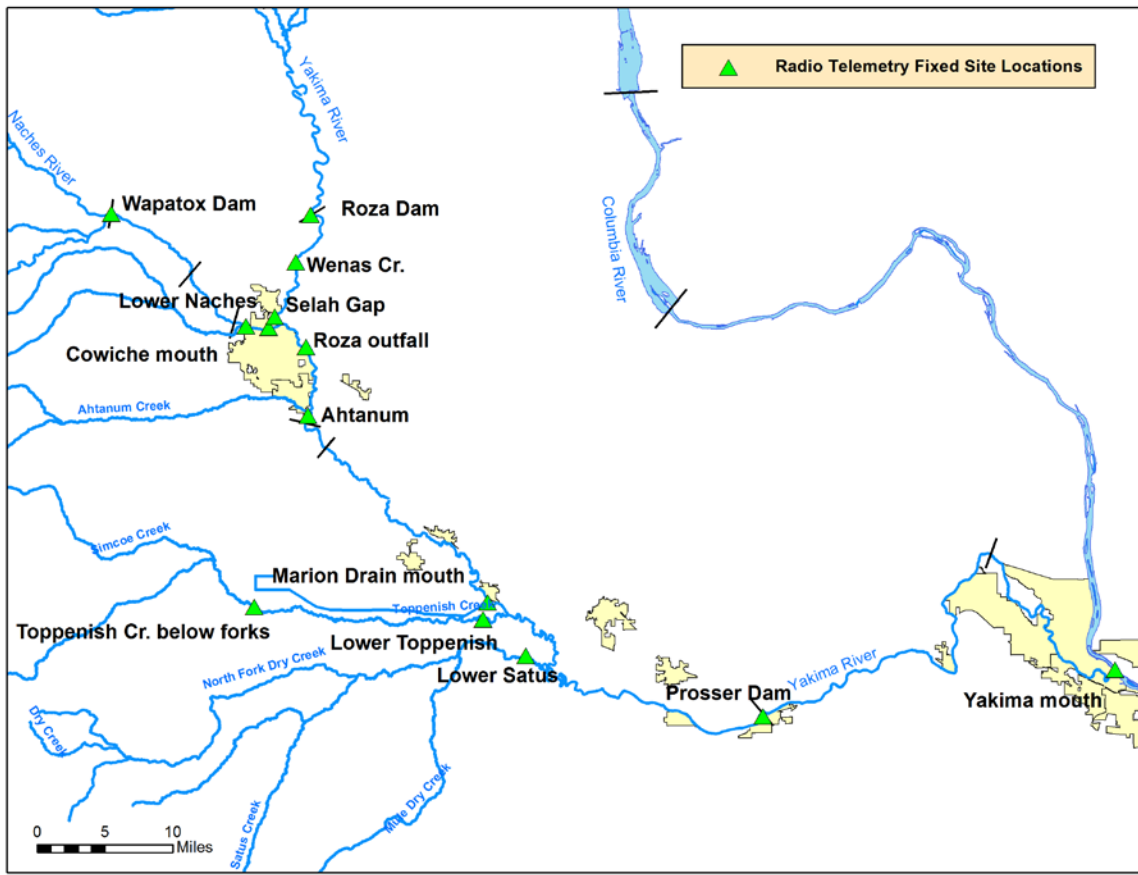 Radio Telemetry Fixed Site Locations
Yakima River
Naches River
Wapatox Dam
Roza Dam
Columbia River
Wenas Cr.
Lower Naches
Selah Gap
Cowiche mouth
Roza outfall
Ahtanum Creek
Ahtanum
Simcoe Creek
Marion Drain mouth
Toppenish Creek
Toppenish Cr. below forks
Lower Toppenish
North Fork Dry Creek
Lower Satus
Prosser Dam
Yakima River
Yakima mouth
Dry Creek
Satus Creek
Mule Dry Creek
0 5 10
Miles